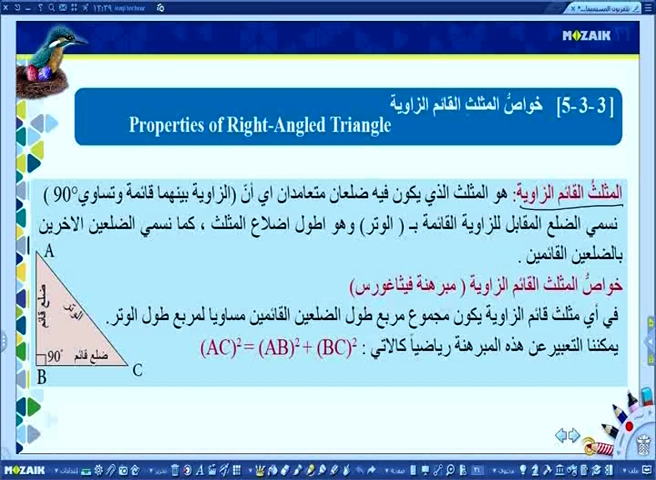 MOZAIK
[5-3-3] خواصُّ المثلثِ القائم الزاوية
Properties of Right-Angled Triangle
المثلثُ القائم الزاوية: هو المثلث الذي يكون فيه ضلعان متعامدان اي أنّ (الزاوية بينهما قائمة وتساوي 90°)
نسمي الضلع المقابل للزاوية القائمة بـ ( الوتر) وهو اطول اضلاع المثلث ، كما نسمي الضلعين الاخرين
بالضلعين القائمين .
خواصُّ المثلث القائم الزاوية ( مبرهنة فيثاغورس)
في أي مثلث قائم الزاوية يكون مجموع مربع طول الضلعين القائمين مساويا لمربع طول الوتر.
يمكننا التعبير عن هذه المبرهنة رياضياً كالاتي : (AC)² = (AB)² + (BC)²
A
ضلع قائم
الوتر
90°
ضلع قائم
B
C
MOZAIK